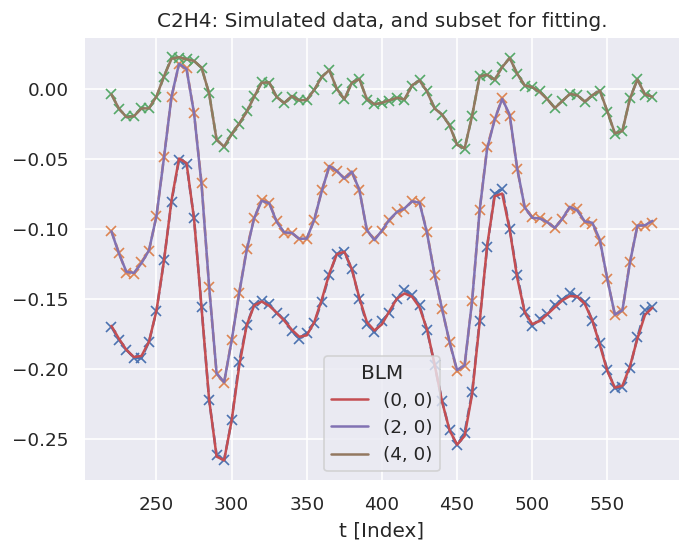 C2H4: Simulated data, and subset for fitting.
0.00
−0.05
−0.10
−0.15
−0.20
−0.25
BLM
(0, 0)
(2, 0)
(4, 0)
250 300 350 400 450 500 550
t [Index]